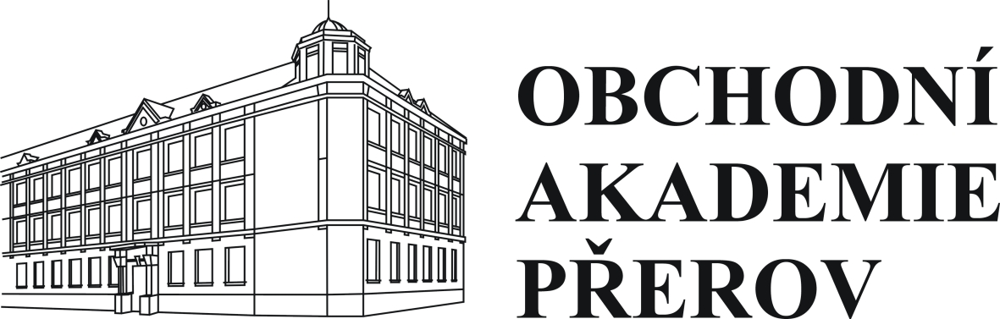 OBCHODNÍ
AKADEMIE
PŘEROV